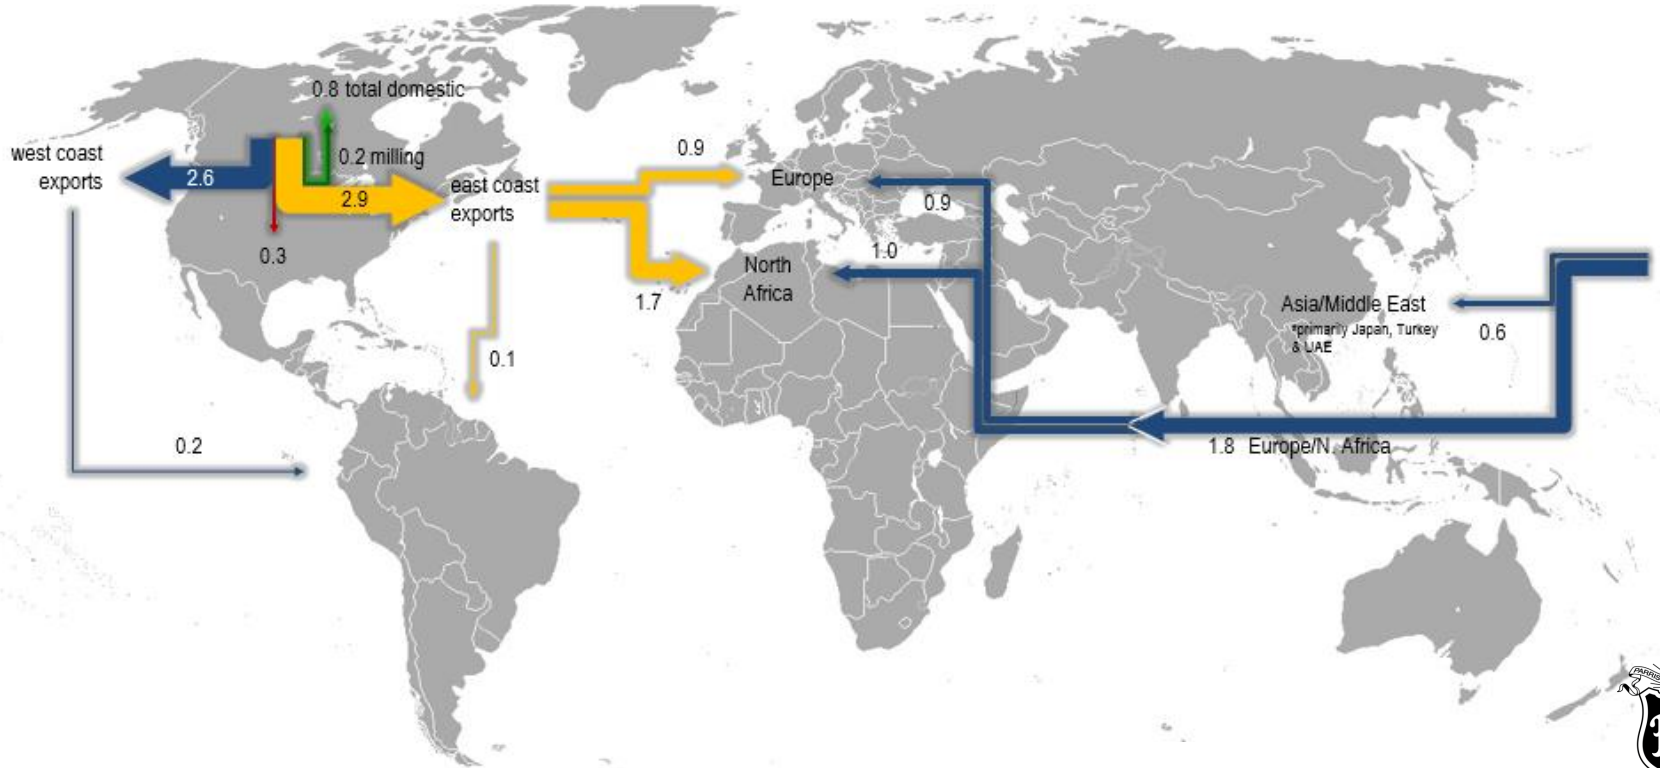 0.8 total domestic
west coast
exports
2.6
0.2 milling
2.9
east coast
exports
0.3
0.9
Europe
0.9
1.0
North
Africa
1.7
0.1
0.2
Asia/Middle East
*primarily Japan, Turkey
& UAE
0.6
1.8 Europe/N. Africa